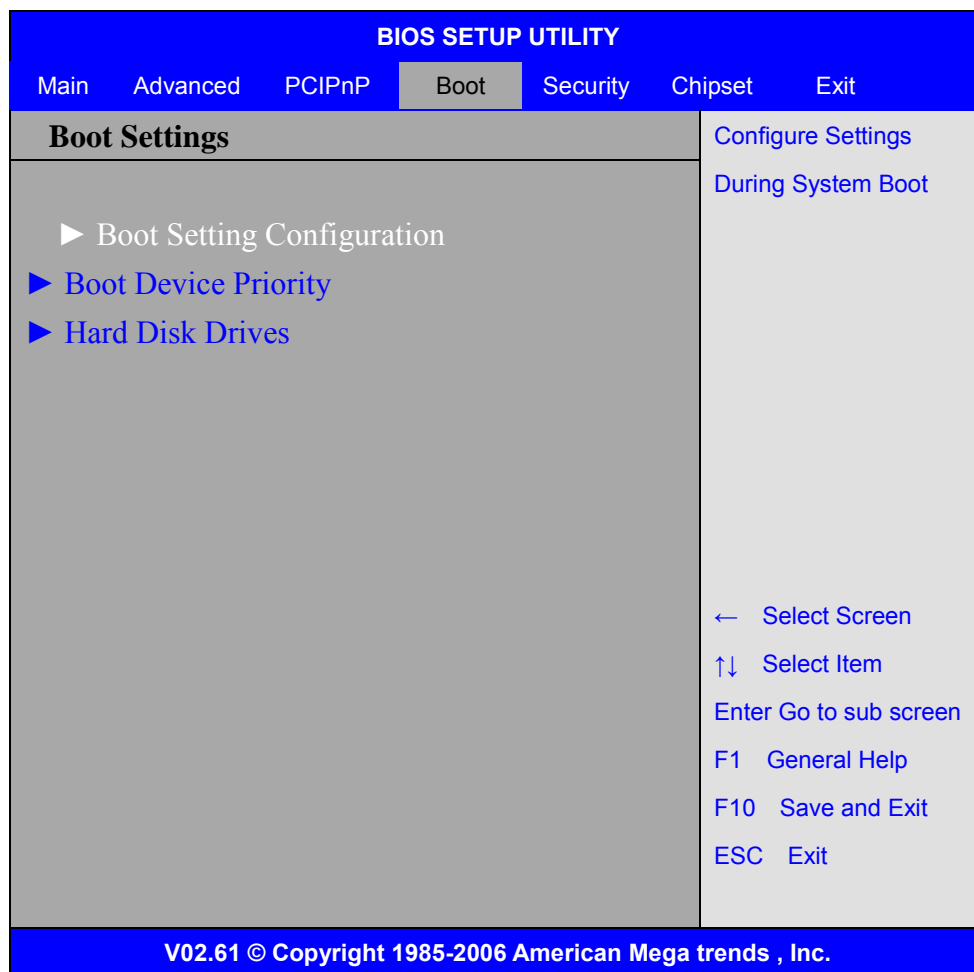 BIOS SETUP UTILITY
Main Advanced PCIPnP Boot Security Chipset Exit
Boot Settings
► Boot Setting Configuration
► Boot Device Priority
► Hard Disk Drives
Configure Settings
During System Boot
← Select Screen
↑↓ Select Item
Enter Go to sub screen
F1 General Help
F10 Save and Exit
ESC Exit
V02.61 © Copyright 1985-2006 American Mega trends , Inc.